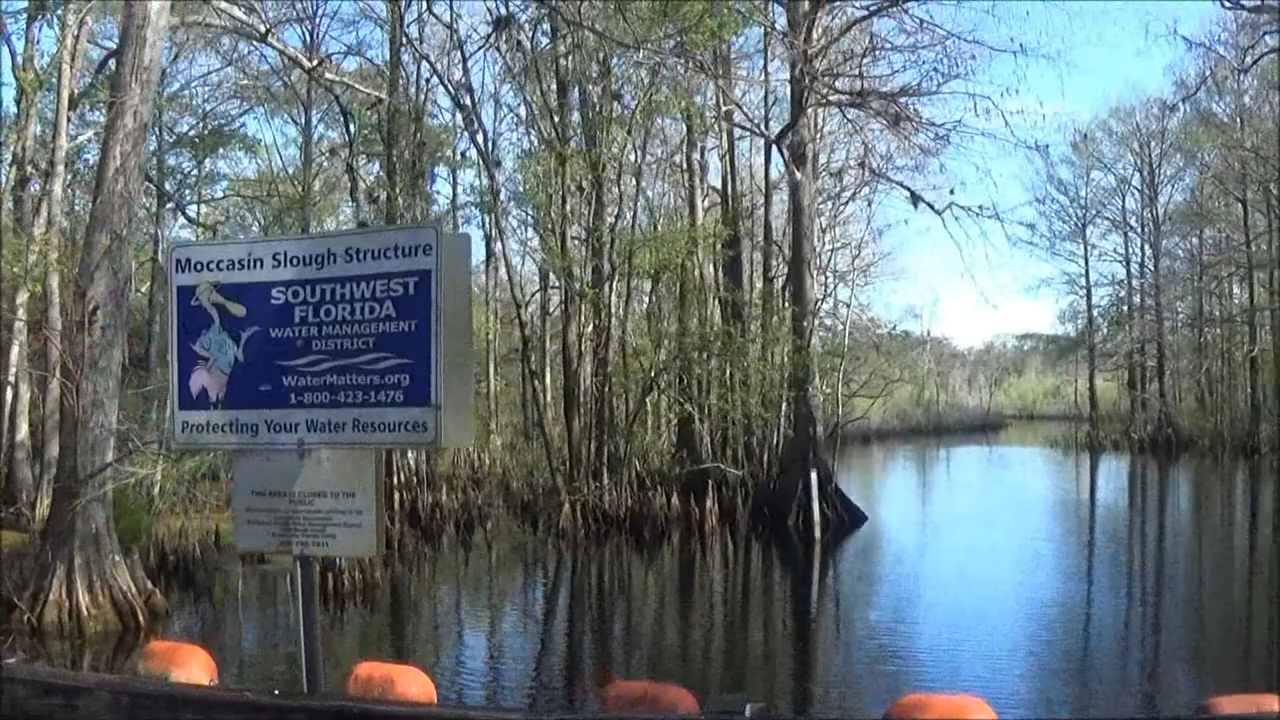 Moccasin Slough Structure
SOUTHWEST
FLORIDA
WATER MANAGEMENT
DISTRICT
WaterMatters.org
1-800-423-1476
Protecting Your Water Resources
THIS AREA IS CLOSED TO THE
PUBLIC